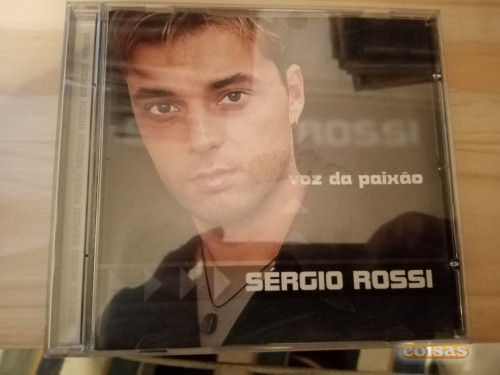 ROSSI
voz da paixão
SÉRGIO ROSSI
coisas